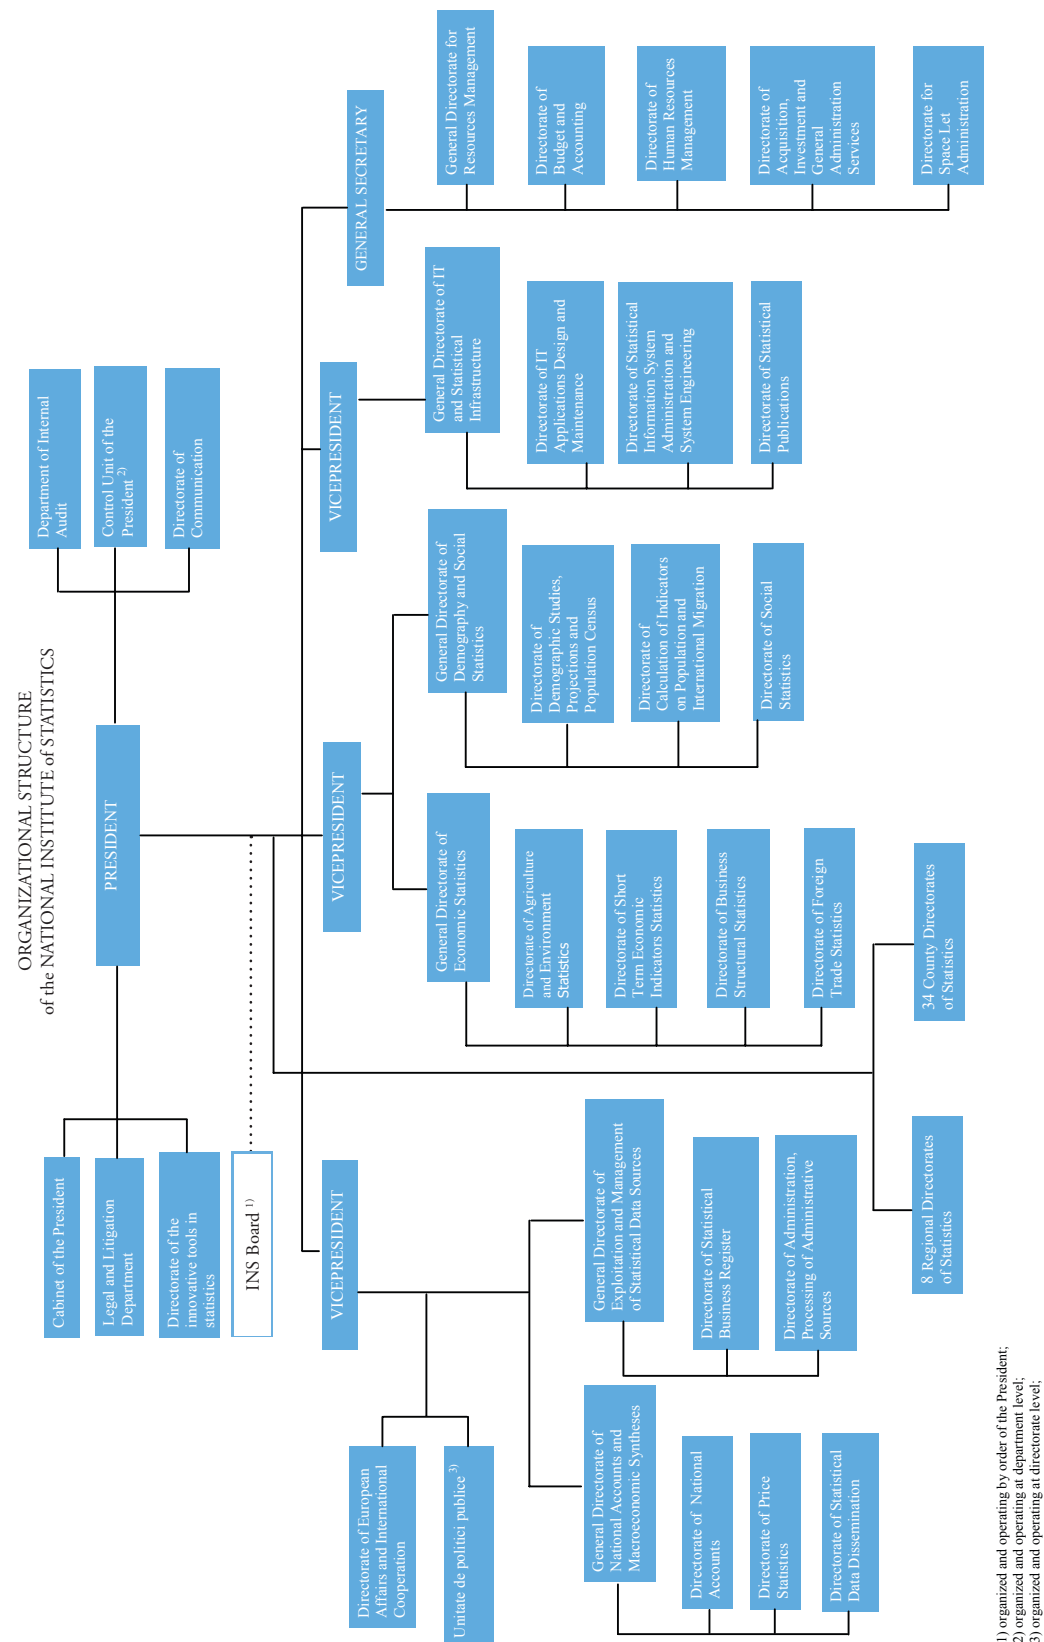 ORGANIZATIONAL STRUCTURE
of the NATIONAL INSTITUTE of STATISTICS
PRESIDENT
Cabinet of the President
Legal and Litigation
Department
Directorate of the
innovative tools in
statistics
INS Board 1)
Department of Internal
Audit
Control Unit of the
President 2)
Directorate of
Communication
VICEPRESIDENT
VICEPRESIDENT
VICEPRESIDENT
GENERAL SECRETARY
Directorate of European
Affairs and International
Cooperation
Unitate de politici publice 3)
General Directorate of
National Accounts and
Macroeconomic Syntheses
Directorate of National
Accounts
Directorate of Price
Statistics
Directorate of Statistical
Data Dissemination
General Directorate of
Exploitation and Management
of Statistical Data Sources
Directorate of Statistical
Business Register
Directorate of Administration,
Processing of Administrative
Sources
General Directorate of
Economic Statistics
Directorate of Agriculture
and Environment
Statistics
Directorate of Short
Term Economic
Indicators Statistics
Directorate of Business
Structural Statistics
Directorate of Foreign
Trade Statistics
General Directorate of
Demography and Social
Statistics
Directorate of
Demographic Studies,
Projections and
Population Census
Directorate of
Calculation of Indicators
on Population and
International Migration
Directorate of Social
Statistics
General Directorate of IT
and Statistical
Infrastructure
Directorate of IT
Applications Design and
Maintenance
Directorate of Statistical
Information System
Administration and
System Engineering
Directorate of Statistical
Publications
General Directorate for
Resources Management
Directorate of
Budget and
Accounting
Directorate of
Human Resources
Management
Directorate of
Acquisition,
Investment and
General
Administration
Services
Directorate for
Space Let
Administration
8 Regional Directorates
of Statistics
34 County Directorates
of Statistics
1) organized and operating by order of the President;
2) organized and operating at department level;
3) organized and operating at directorate level;